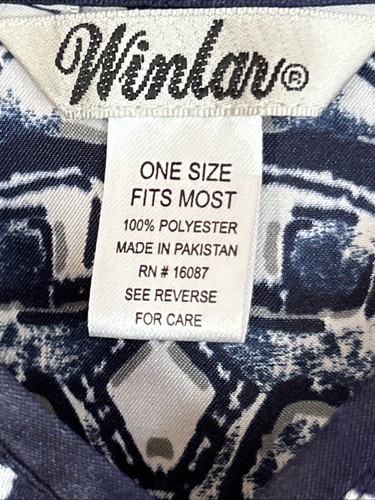 Winlar®
ONE SIZE
FITS MOST
100% POLYESTER
MADE IN PAKISTAN
RN # 16087
SEE REVERSE
FOR CARE